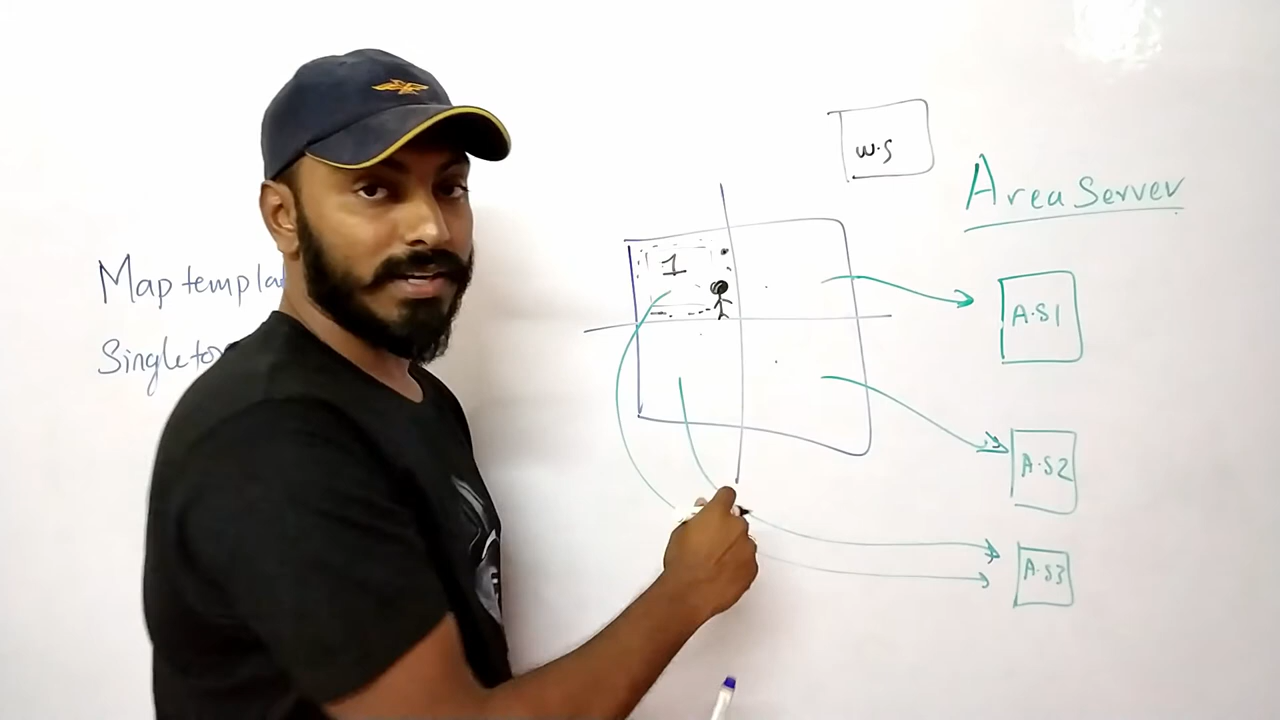 Map templa
Singleto
1
W.S
Area Server
A.S1
A.S2
A.S3